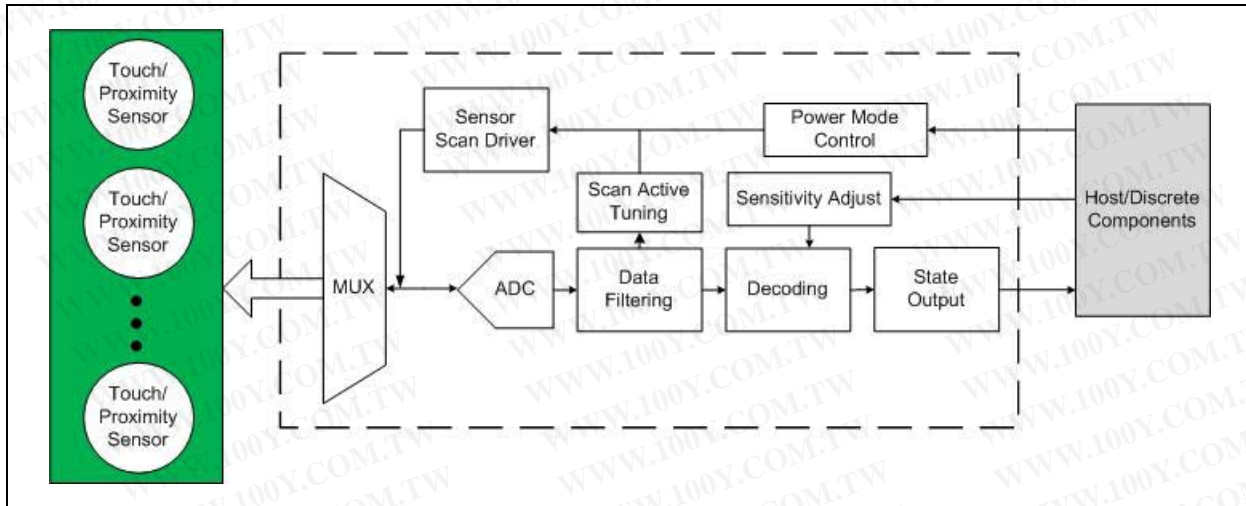 Touch/
Proximity
Sensor
Touch/
Proximity
Sensor
Touch/
Proximity
Sensor
MUX
Sensor
Scan Driver
Power Mode
Control
Scan Active
Tuning
Sensitivity Adjust
ADC
Data
Filtering
Decoding
State
Output
Host/Discrete
Components
WWW.100Y.COM.TW